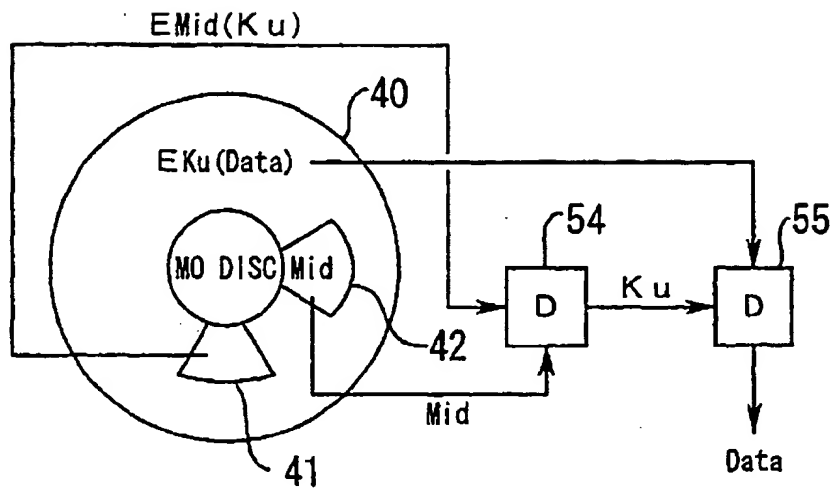 EMid(Ku)
40
EKu(Data)
54
55
MO DISC
Mid
D
Ku
D
42
Mid
41
Data